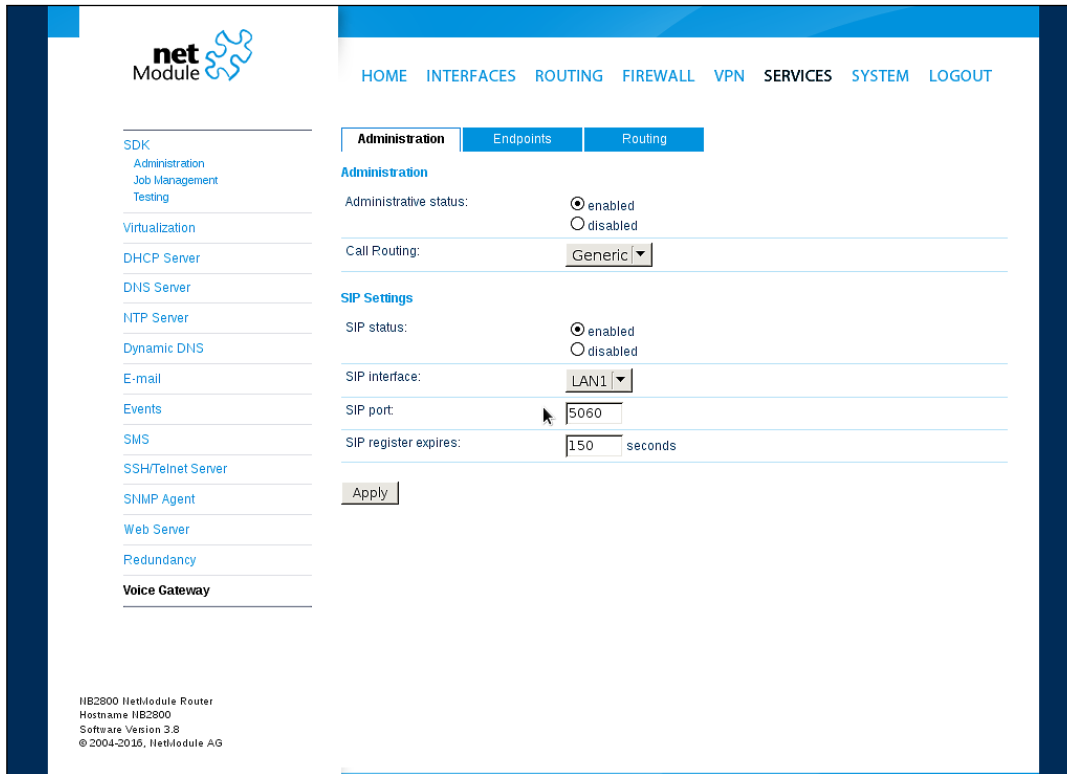 net
Module
HOME INTERFACES ROUTING FIREWALL VPN SERVICES SYSTEM LOGOUT
SDK
Administration
Job Management
Testing
Virtualization
DHCP Server
DNS Server
NTP Server
Dynamic DNS
E-mail
Events
SMS
SSH/Telnet Server
SNMP Agent
Web Server
Redundancy
Voice Gateway
Administration Endpoints Routing
Administration
Administrative status:
enabled
disabled
Call Routing:
Generic
SIP Settings
SIP status:
enabled
disabled
SIP interface:
LAN1
SIP port:
5060
SIP register expires:
150 seconds
Apply
NB2800 NetModule Router
Hostname NB2800
Software Version 3.8
© 2004-2016, NetModule AG